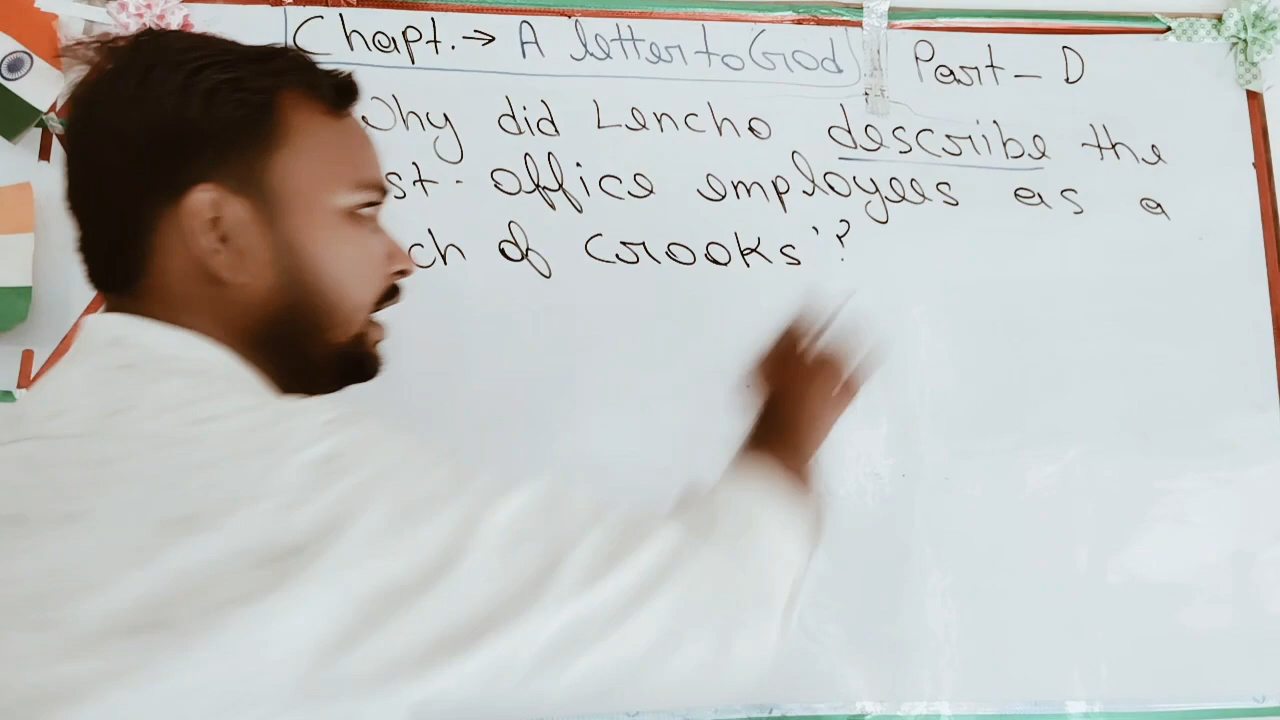 Chapt.→ A letter to God Part - D
Why did Lencho describe the
st. office employees as a
ch of crooks'?